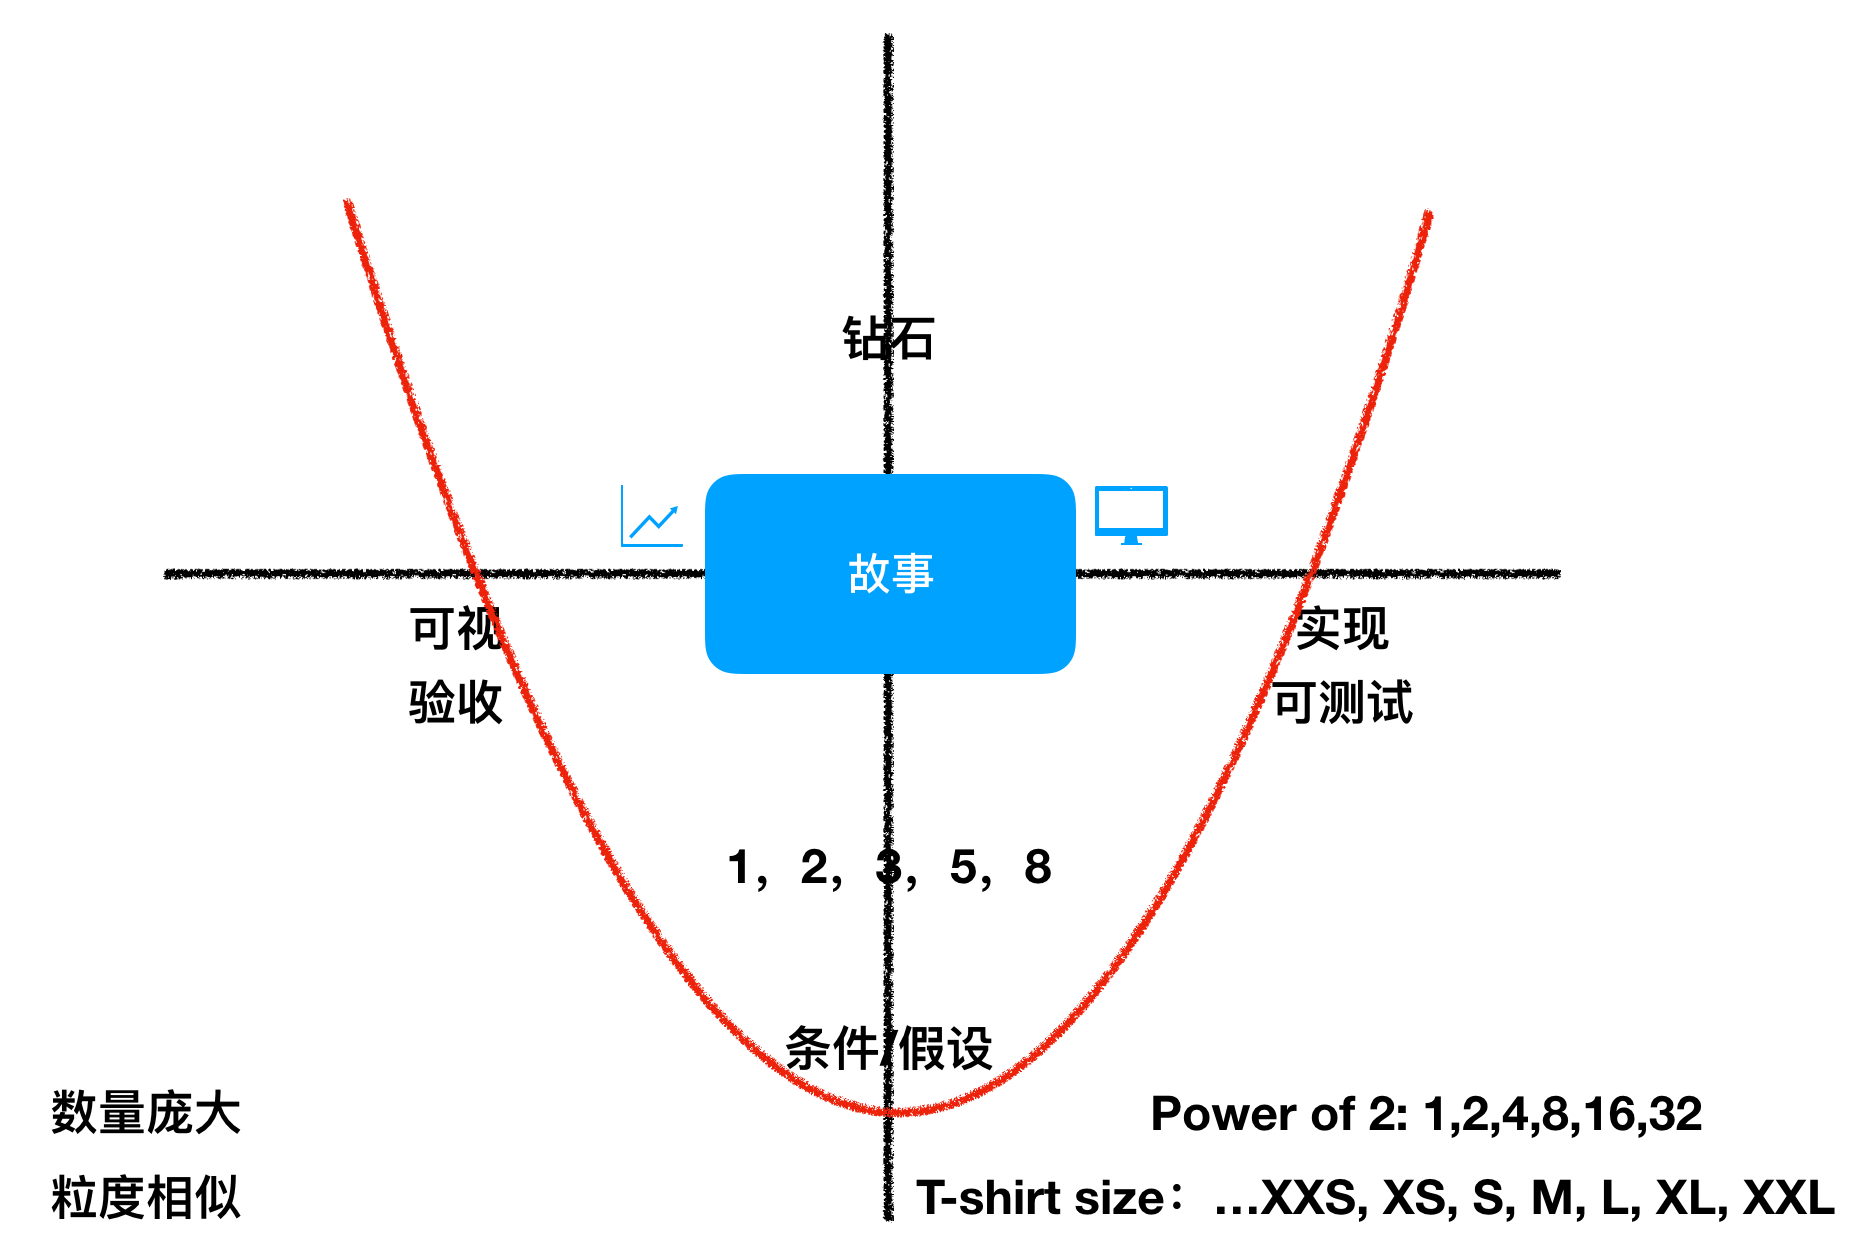 钻石
故事
可视
验收
实现
可测试
1，2，3，5，8
条件/假设
数量庞大
粒度相似
Power of 2: 1,2,4,8,16,32
T-shirt size：…XXS, XS, S, M, L, XL, XXL